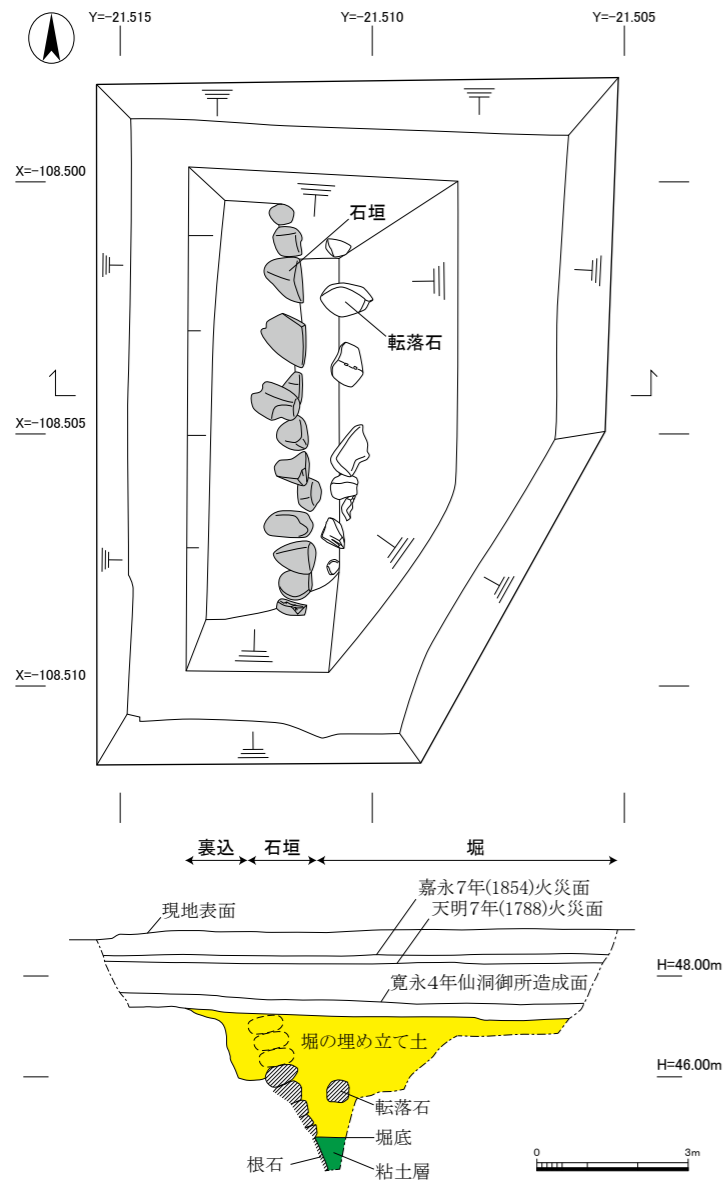 Y=-21.515
Y=-21.510
Y=-21.505
X=-108.500
石垣
転落石
X=-108.505
X=-108.510
裏込
石垣
堀
嘉永7年(1854)火災面
天明7年(1788)火災面
現地表面
H=48.00m
寛永4年仙洞御所造成面
堀の埋め立て土
H=46.00m
転落石
堀底
根石
粘土層
0
3m